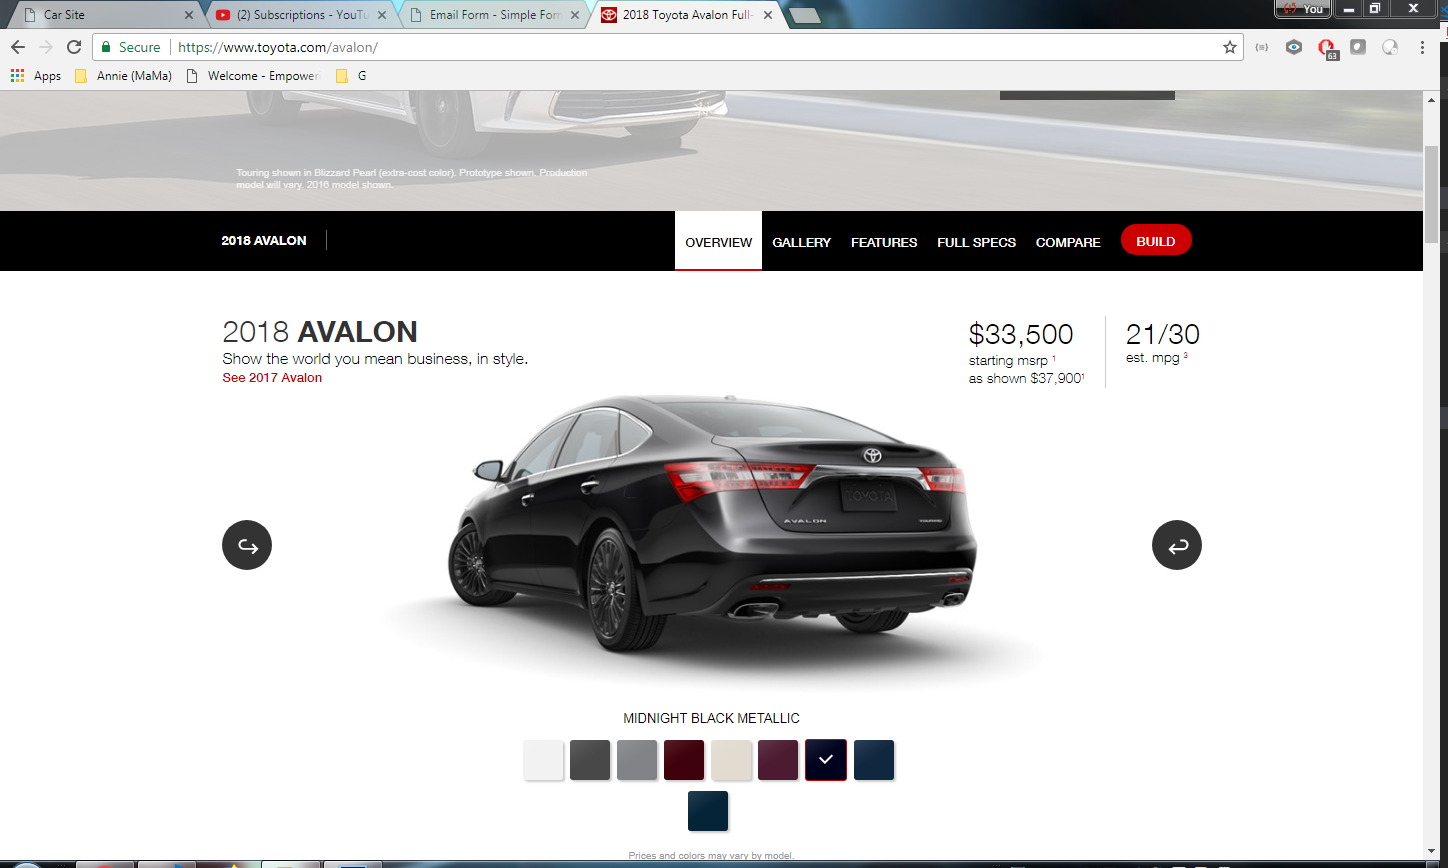 Car Site
(2) Subscriptions - YouTu
Email Form - Simple Form
2018 Toyota Avalon Full-
You
Secure
https://www.toyota.com/avalon/
63
Apps
Annie (MaMa)
Welcome - Empower
G
Touring shown in Blizzard Pearl (extra-cost color). Prototype shown. Production
model will vary. 2016 model shown.
2018 AVALON
OVERVIEW
GALLERY
FEATURES
FULL SPECS
COMPARE
BUILD
2018 AVALON
Show the world you mean business, in style.
See 2017 Avalon
$33,500
starting msrp 1
as shown $37,9001
21/30
est. mpg 3
TOYOTA
AVALON
TOURING
MIDNIGHT BLACK METALLIC
Prices and colors may vary by model.